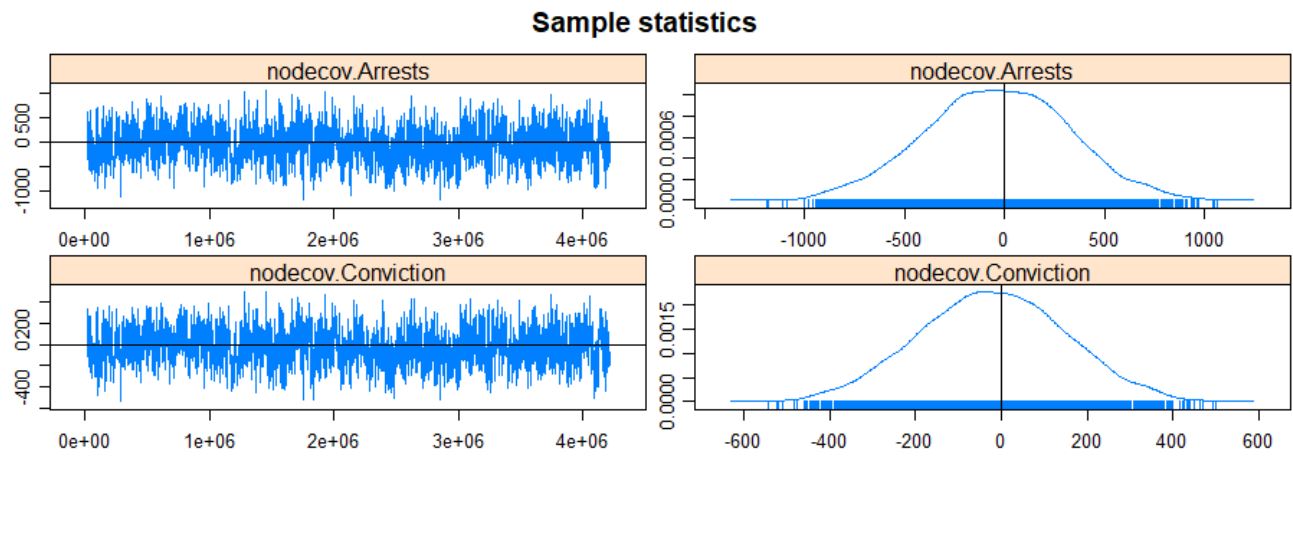 Sample statistics
nodecov.Arrests
-1000 0 500
0e+00 1e+06 2e+06 3e+06 4e+06
nodecov.Arrests
0.0000 0.0006
-1000 -500 0 500 1000
nodecov.Conviction
-400 0 200
0e+00 1e+06 2e+06 3e+06 4e+06
nodecov.Conviction
0.0000 0.0015
-600 -400 -200 0 200 400 600